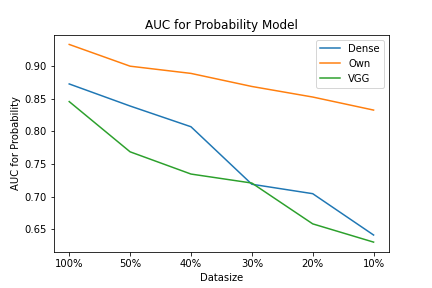 AUC for Probability Model
AUC for Probability
0.90
0.85
0.80
0.75
0.70
0.65
Dense
Own
VGG
100% 50% 40% 30% 20% 10%
Datasize